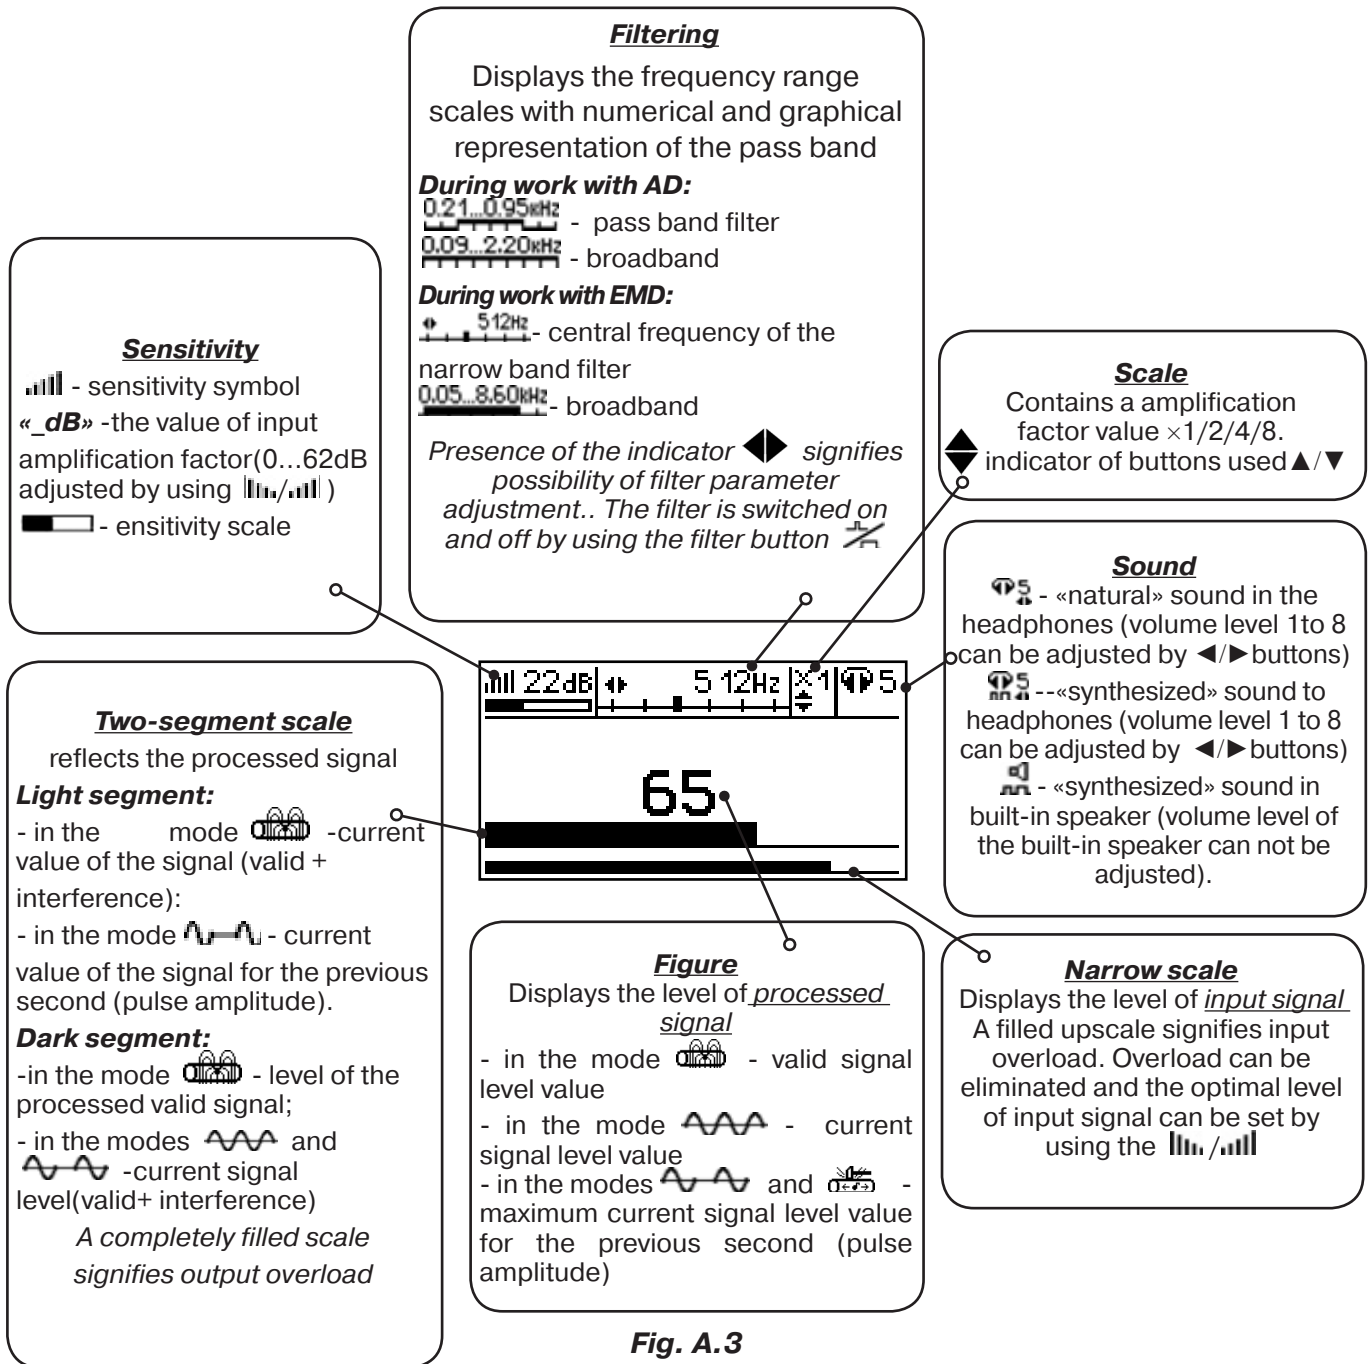 Filtering
Displays the frequency range
scales with numerical and graphical
representation of the pass band
During work with AD:
0.21...0.95кHz - pass band filter
0.09...2.20кHz - broadband
During work with EMD:
512Hz - central frequency of the
narrow band filter
0.05...8.60kHz - broadband
Presence of the indicator ◀▶ signifies
possibility of filter parameter
adjustment.. The filter is switched on
and off by using the filter button
Sensitivity
- sensitivity symbol
«_dB» -the value of input
amplification factor(0...62dB
adjusted by using / )
- ensitivity scale
Scale
Contains a amplification
factor value ×1/2/4/8.
indicator of buttons used▲/▼
Sound
5 - «natural» sound in the
headphones (volume level 1to 8
can be adjusted by ◀/▶ buttons)
5 --«synthesized» sound to
headphones (volume level 1 to 8
can be adjusted by ◀/▶ buttons)
- «synthesized» sound in
built-in speaker (volume level of
the built-in speaker can not be
adjusted).
22dB 512Hz X1 5
65
Two-segment scale
reflects the processed signal
Light segment:
- in the mode -current
value of the signal (valid +
interference):
- in the mode - current
value of the signal for the previous
second (pulse amplitude).
Dark segment:
-in the mode - level of the
processed valid signal;
- in the modes and
-current signal
level(valid+ interference)
A completely filled scale
signifies output overload
Figure
Displays the level of processed
signal
- in the mode - valid signal
level value
- in the mode - current
signal level value
- in the modes and -
maximum current signal level value
for the previous second (pulse
amplitude)
Narrow scale
Displays the level of input signal
A filled upscale signifies input
overload. Overload can be
eliminated and the optimal level
of input signal can be set by
using the /
Fig. A.3